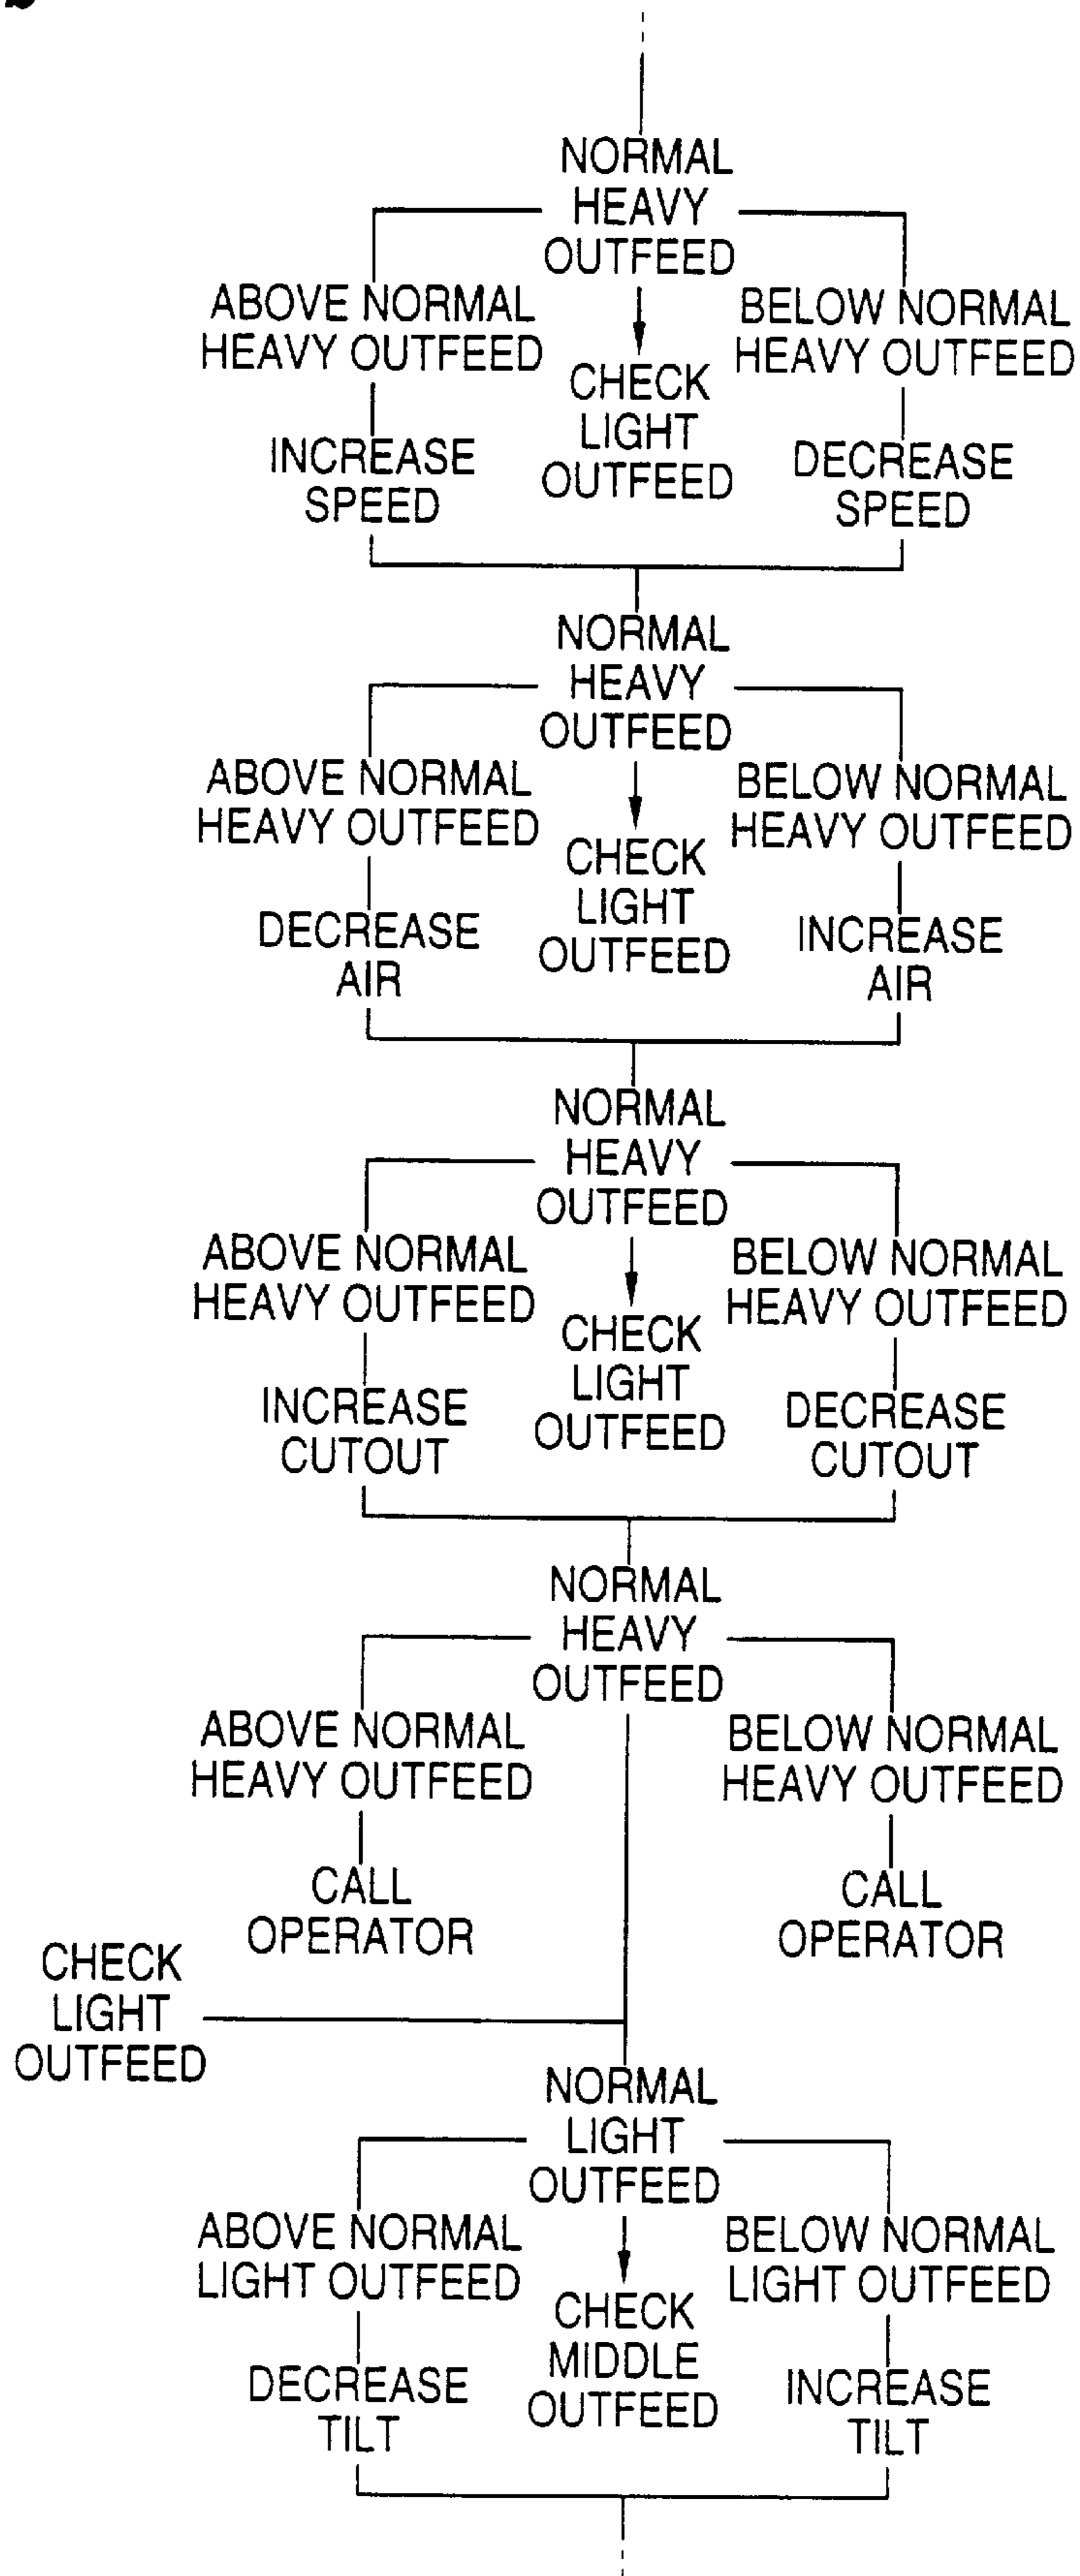 NORMAL
HEAVY
OUTFEED
ABOVE NORMAL
HEAVY OUTFEED
CHECK
LIGHT
OUTFEED
BELOW NORMAL
HEAVY OUTFEED
INCREASE
SPEED
DECREASE
SPEED
NORMAL
HEAVY
OUTFEED
ABOVE NORMAL
HEAVY OUTFEED
CHECK
LIGHT
OUTFEED
BELOW NORMAL
HEAVY OUTFEED
DECREASE
AIR
INCREASE
AIR
NORMAL
HEAVY
OUTFEED
ABOVE NORMAL
HEAVY OUTFEED
CHECK
LIGHT
OUTFEED
BELOW NORMAL
HEAVY OUTFEED
INCREASE
CUTOUT
DECREASE
CUTOUT
NORMAL
HEAVY
OUTFEED
ABOVE NORMAL
HEAVY OUTFEED
BELOW NORMAL
HEAVY OUTFEED
CALL
OPERATOR
CALL
OPERATOR
CHECK
LIGHT
OUTFEED
NORMAL
LIGHT
OUTFEED
ABOVE NORMAL
LIGHT OUTFEED
CHECK
MIDDLE
OUTFEED
BELOW NORMAL
LIGHT OUTFEED
DECREASE
TILT
INCREASE
TILT